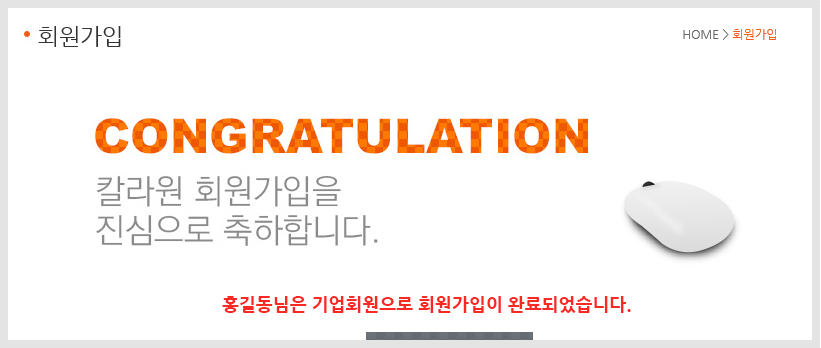 회원가입
HOME > 회원가입
CONGRATULATION
칼라원 회원가입을
진심으로 축하합니다.
홍길동님은 기업회원으로 회원가입이 완료되었습니다.